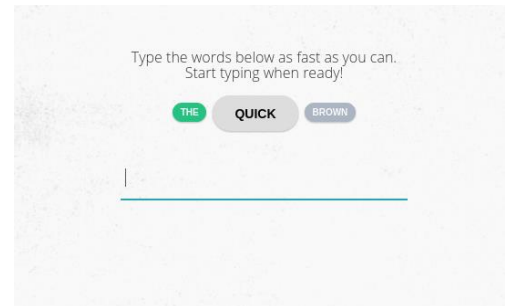 Type the words below as fast as you can.
Start typing when ready!
THE QUICK BROWN